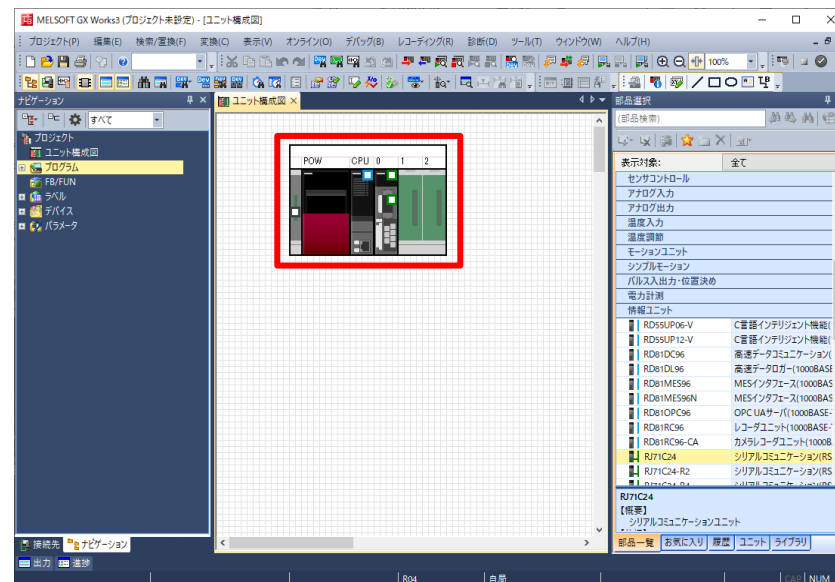 MELSOFT GX Works3 (プロジェクト未設定) - [ユニット構成図]
プロジェクト(P) 編集(E) 検索/置換(F) 変換(C) 表示(V) オンライン(O) デバッグ(B) レコーディング(R) 診断(D) ツール(T) ウィンドウ(W) ヘルプ(H)
100%
ナビゲーション
すべて
プロジェクト
ユニット構成図
プログラム
FB/FUN
ラベル
デバイス
パラメータ
接続先 ナビゲーション
ユニット構成図
POW CPU 0 1 2
部品選択
(部品検索)
表示対象: 全て
センサコントロール
アナログ入力
アナログ出力
温度入力
温度調節
モーションユニット
シンプルモーション
パルス入出力・位置決め
電力計測
情報ユニット
RD55UP06-V C言語インテリジェント機能(
RD55UP12-V C言語インテリジェント機能(
RD81DC96 高速データコミュニケーション(
RD81DL96 高速データロガー(1000BASE
RD81MES96 MESインタフェース(1000BAS
RD81MES96N MESインタフェース(1000BAS
RD81OPC96 OPC UAサーバ(1000BASE-
RD81RC96 レコーダユニット(1000BASE-
RD81RC96-CA カメラレコーダユニット(1000B
RJ71C24 シリアルコミュニケーション(RS
RJ71C24-R2 シリアルコミュニケーション(RS
RJ71C24
【概要】
シリアルコミュニケーションユニット
部品一覧 お気に入り 履歴 ユニット ライブラリ
出力 進捗
R04 自局 CAP NUM